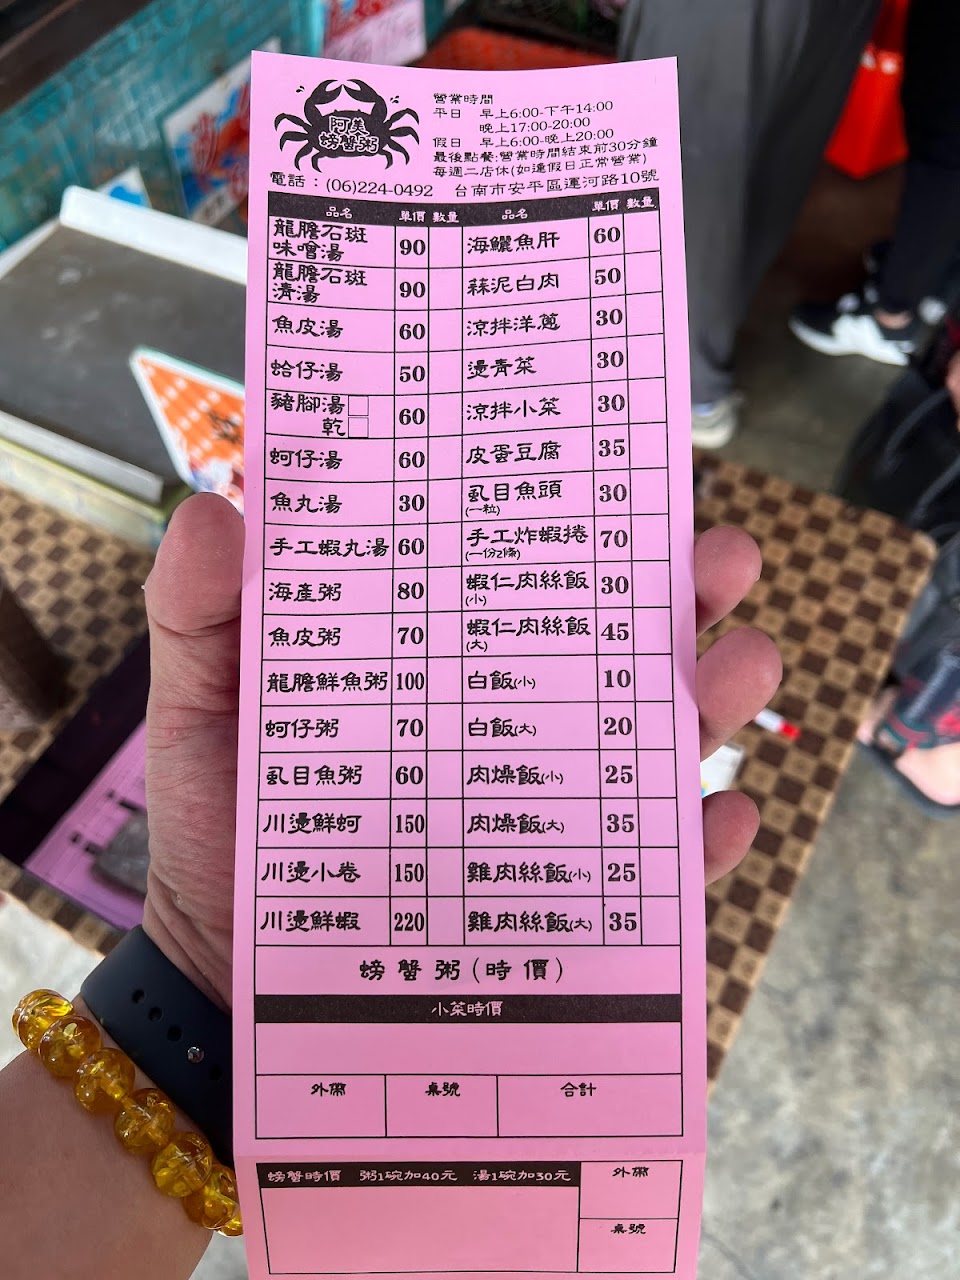 阿美
螃蟹粥
營業時間
平日 早上6:00-下午14:00
晚上17:00-20:00
假日 早上6:00-晚上20:00
最後點餐:營業時間結束前30分鐘
每週二店休(如逢假日正常營業)
電話：(06)224-0492 台南市安平區運河路10號
品名 單價 數量 品名 單價 數量
龍膽石斑
味噌湯 90 海鱺魚肝 60
龍膽石斑
清湯 90 蒜泥白肉 50
魚皮湯 60 涼拌洋蔥 30
蛤仔湯 50 燙青菜 30
豬腳湯□
乾□ 60 涼拌小菜 30
蚵仔湯 60 皮蛋豆腐 35
魚丸湯 30 虱目魚頭 30
(一粒)
手工蝦丸湯 60 手工炸蝦捲 70
(一份2條)
海產粥 80 蝦仁肉絲飯 30
(小)
魚皮粥 70 蝦仁肉絲飯 45
(大)
龍膽鮮魚粥 100 白飯(小) 10
蚵仔粥 70 白飯(大) 20
虱目魚粥 60 肉燥飯(小) 25
川燙鮮蚵 150 肉燥飯(大) 35
川燙小卷 150 雞肉絲飯(小) 25
川燙鮮蝦 220 雞肉絲飯(大) 35
螃蟹粥(時價)
小菜時價
外帶 桌號 合計
螃蟹時價 粥1碗加40元 湯1碗加30元 外帶
桌號